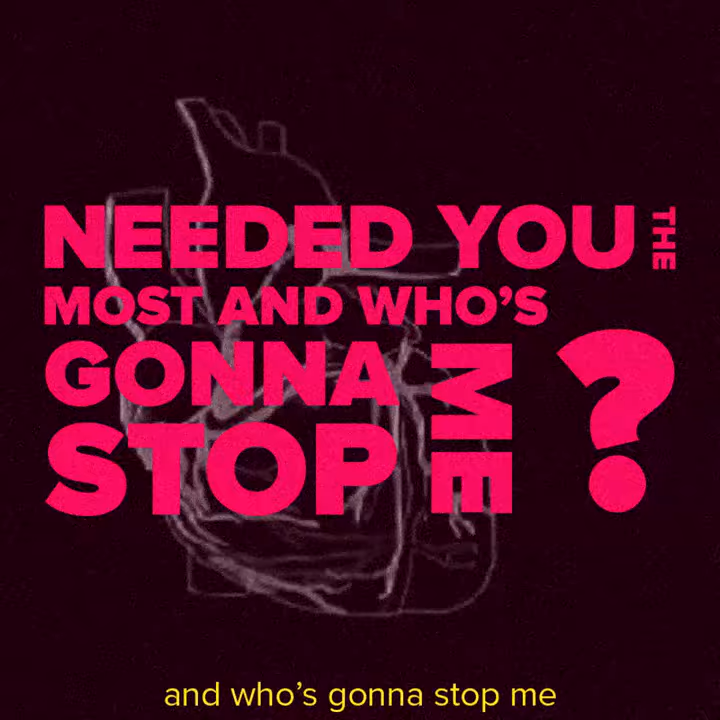 NEEDED YOU THE
MOST AND WHO'S
GONNA
STOP ME ?
and who's gonna stop me